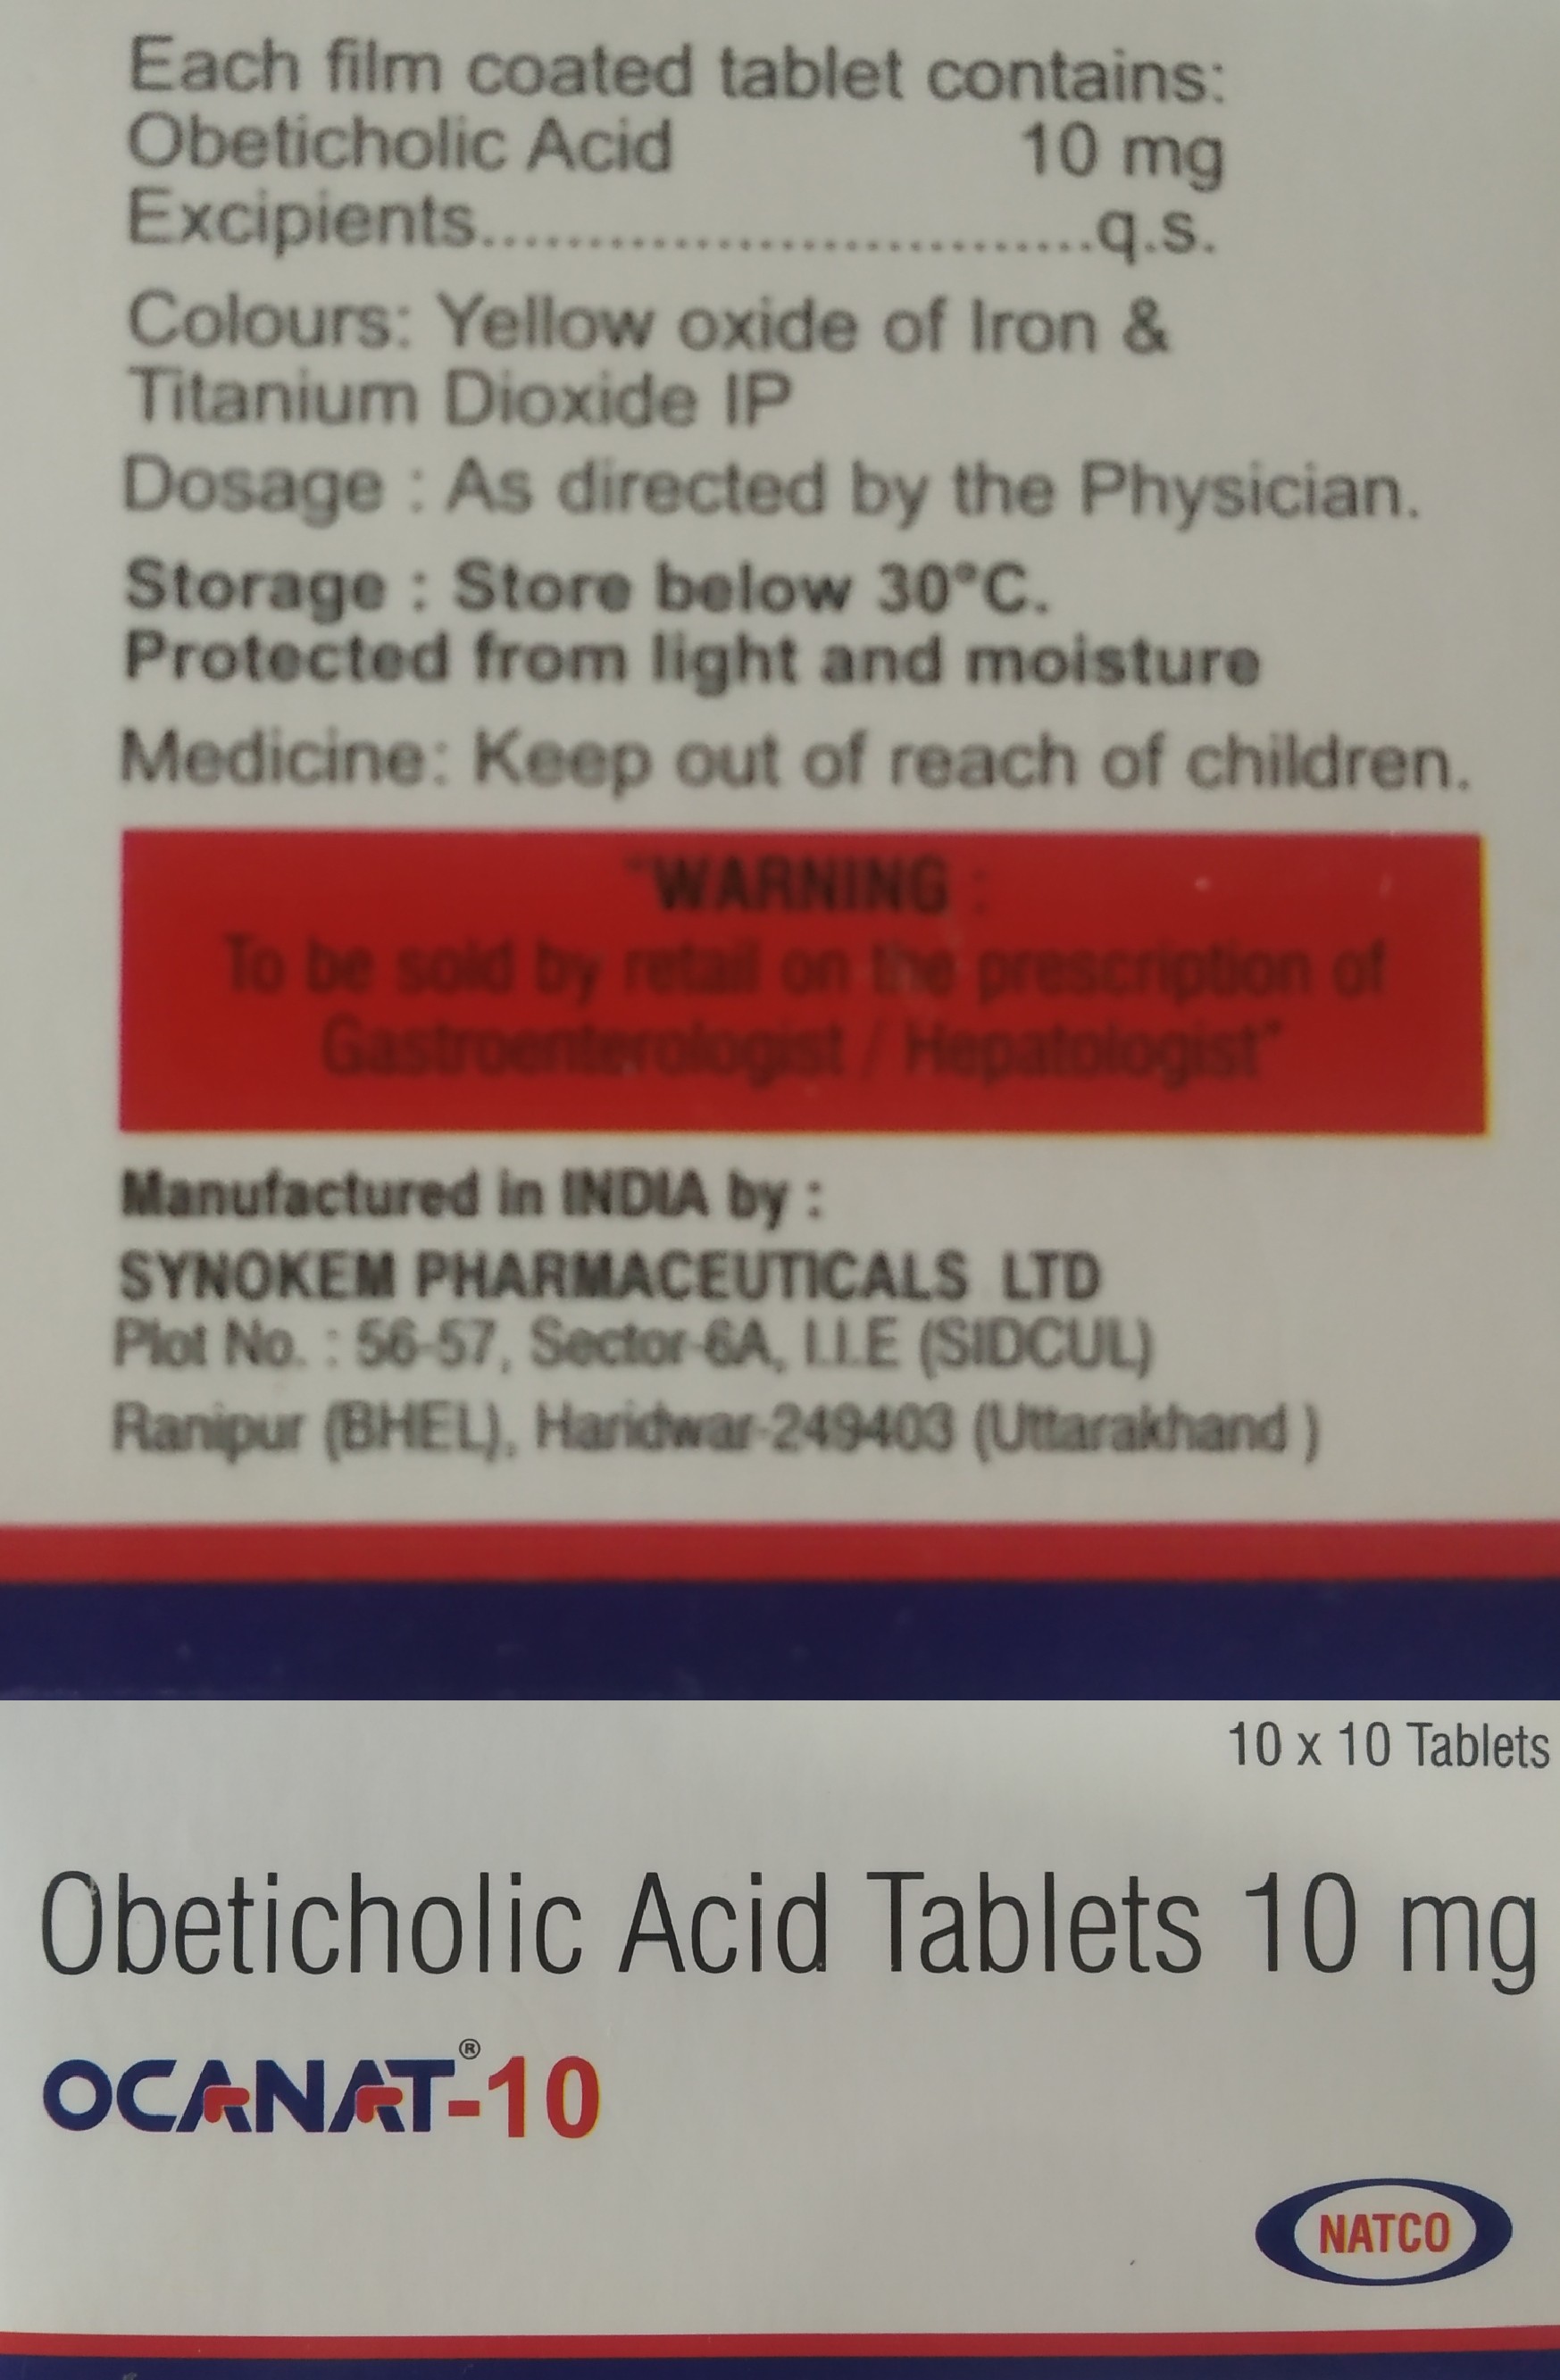 Each film coated tablet contains:
Obeticholic Acid 10 mg
Excipients..................................q.s.
Colours: Yellow oxide of Iron &
Titanium Dioxide IP
Dosage : As directed by the Physician.
Storage : Store below 30°C.
Protected from light and moisture
Medicine: Keep out of reach of children.
"WARNING :
To be sold by retail on the prescription of
Gastroenterologist / Hepatologist"
Manufactured in INDIA by :
SYNOKEM PHARMACEUTICALS LTD
Plot No. : 56-57, Sector-6A, I.I.E (SIDCUL)
Ranipur (BHEL), Haridwar-249403 (Uttarakhand )
10 x 10 Tablets
Obeticholic Acid Tablets 10 mg
OCANAT®-10
NATCO